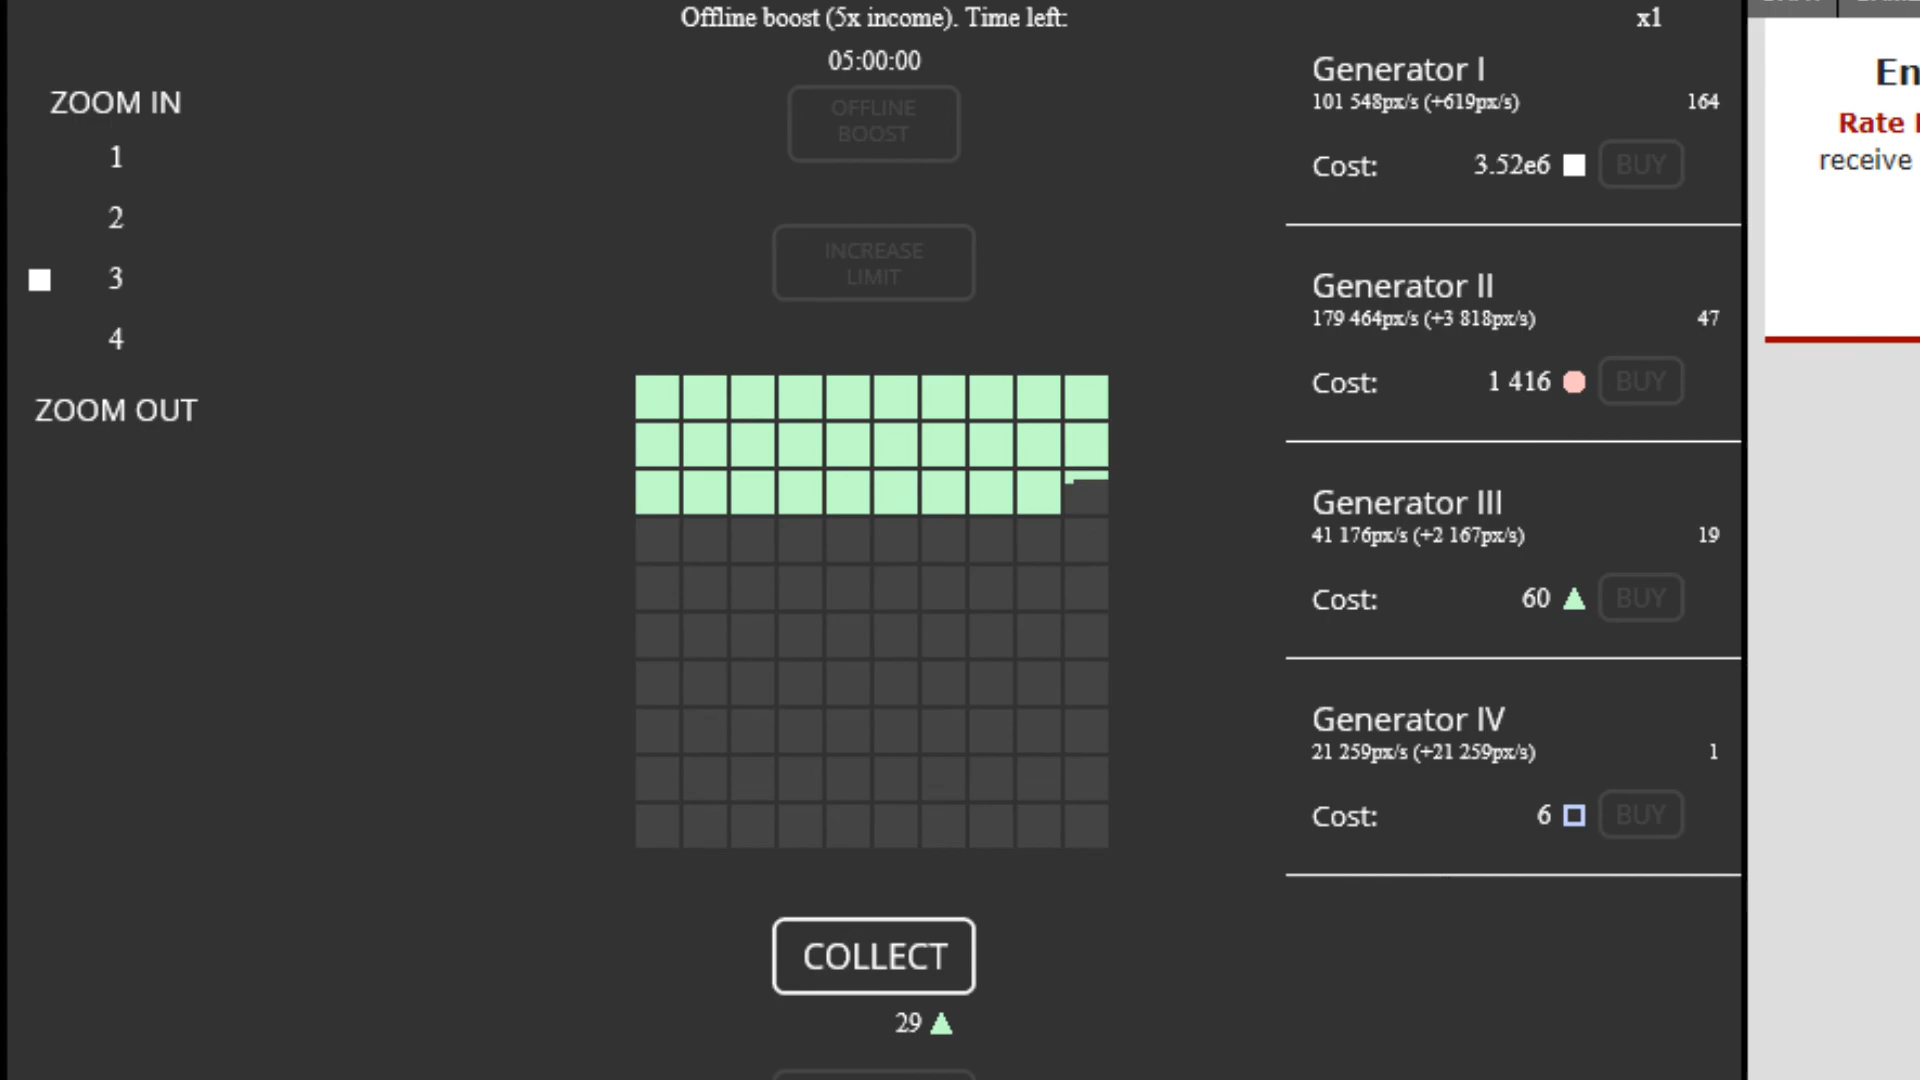 Offline boost (5x income). Time left:
05:00:00
OFFLINE
BOOST
INCREASE
LIMIT
ZOOM IN
1
2
3
4
ZOOM OUT
COLLECT
29
x1
Generator I
101 548px/s (+619px/s)
164
Cost:
3.52e6
BUY
Generator II
179 464px/s (+3 818px/s)
47
Cost:
1 416
BUY
Generator III
41 176px/s (+2 167px/s)
19
Cost:
60
BUY
Generator IV
21 259px/s (+21 259px/s)
1
Cost:
6
BUY
En
Rate
receive